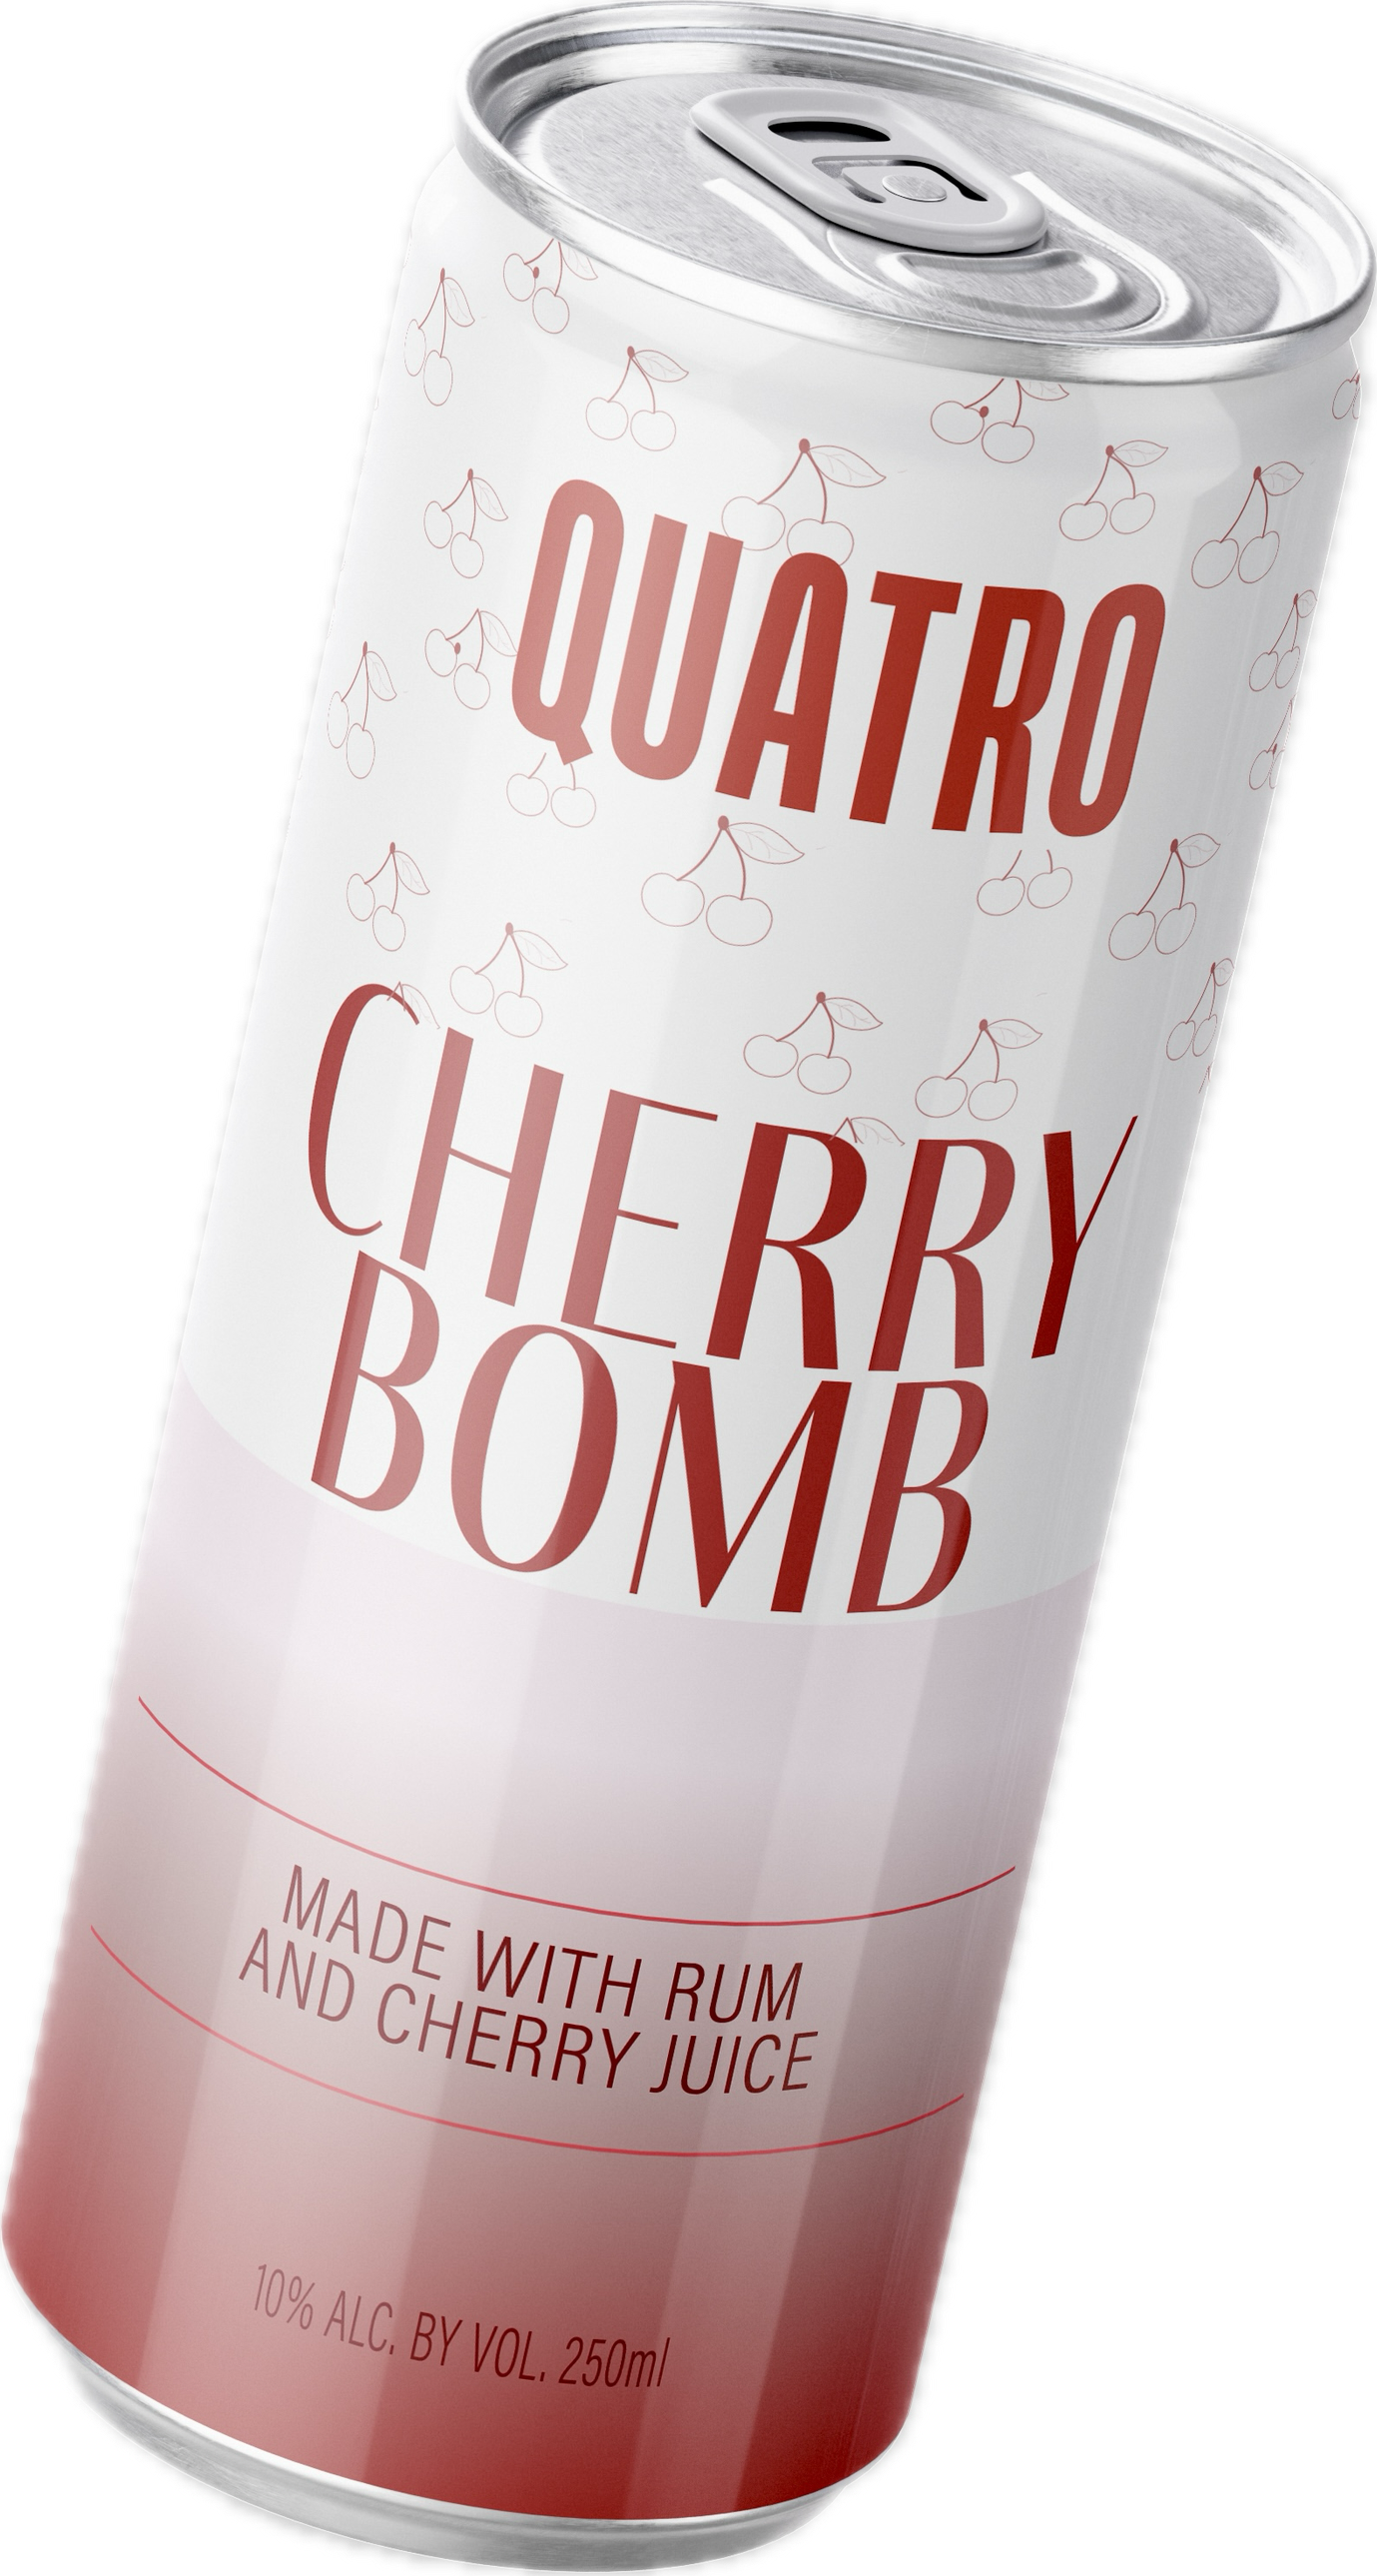 QUATRO
CHERRY
BOMB
MADE WITH RUM
AND CHERRY JUICE
10% ALC. BY VOL. 250ml